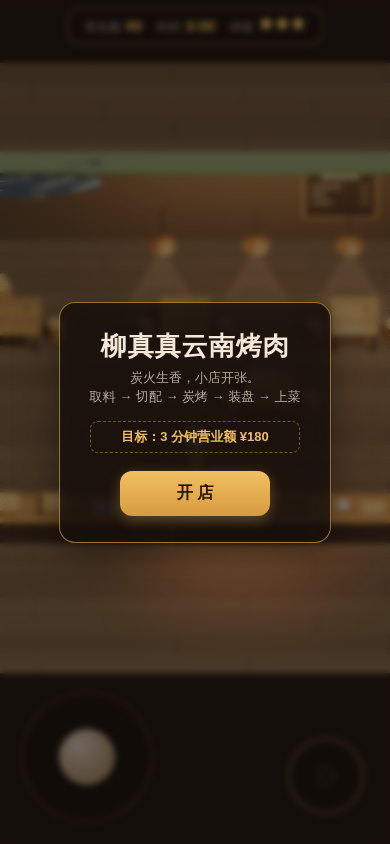 柳真真云南烤肉
炭火生香，小店开张。
取料 → 切配 → 炭烤 → 装盘 → 上菜
目标：3 分钟营业额 ¥180
开 店